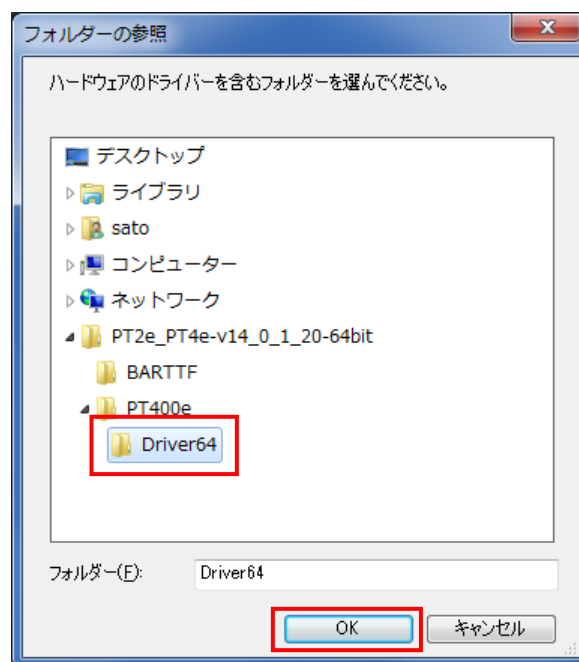 フォルダーの参照
ハードウェアのドライバーを含むフォルダーを選んでください。
デスクトップ
ライブラリ
sato
コンピューター
ネットワーク
PT2e_PT4e-v14_0_1_20-64bit
BARTTF
PT400e
Driver64
フォルダー(F): Driver64
OK キャンセル